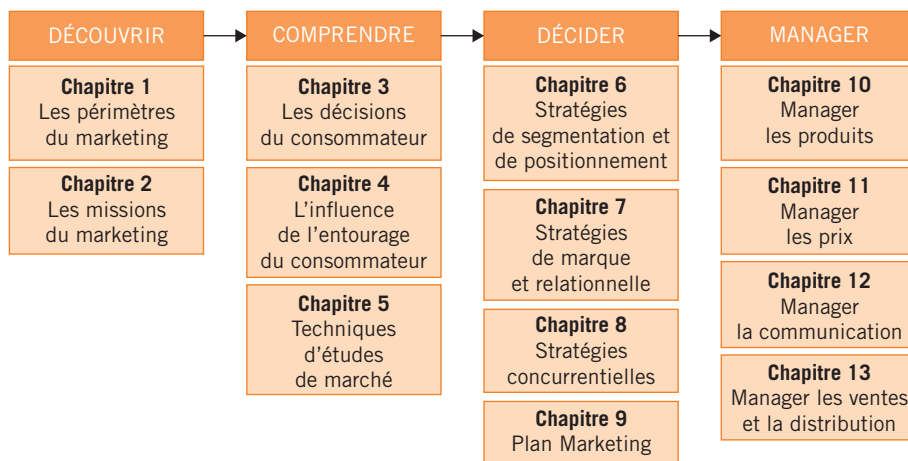 DÉCOUVRIR
Chapitre 1
Les périmètres
du marketing
Chapitre 2
Les missions
du marketing
COMPRENDRE
Chapitre 3
Les décisions
du consommateur
Chapitre 4
L'influence
de l'entourage
du consommateur
Chapitre 5
Techniques
d'études
de marché
DÉCIDER
Chapitre 6
Stratégies
de segmentation et
de positionnement
Chapitre 7
Stratégies
de marque
et relationnelle
Chapitre 8
Stratégies
concurrentielles
Chapitre 9
Plan Marketing
MANAGER
Chapitre 10
Manager
les produits
Chapitre 11
Manager
les prix
Chapitre 12
Manager
la communication
Chapitre 13
Manager les ventes
et la distribution